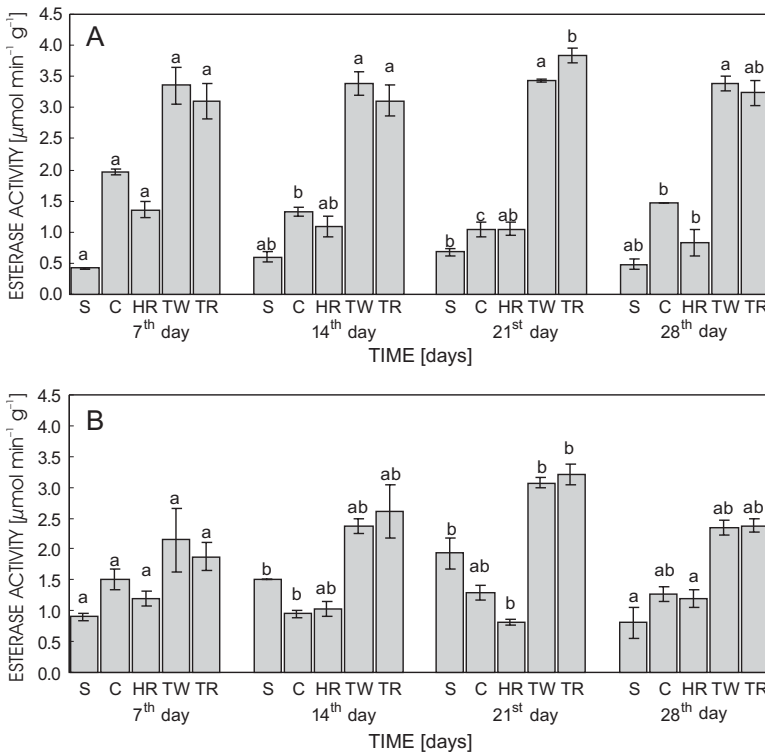 A
ESTERASE ACTIVITY [µmol min⁻¹ g⁻¹]
4.5
4.0
3.5
3.0
2.5
2.0
1.5
1.0
0.5
0.0
a a a a a
ab b ab a a
b c ab a b
ab b b a ab
S C HR TW TR S C HR TW TR S C HR TW TR S C HR TW TR
7th day 14th day 21st day 28th day
TIME [days]
B
ESTERASE ACTIVITY [µmol min⁻¹ g⁻¹]
4.5
4.0
3.5
3.0
2.5
2.0
1.5
1.0
0.5
0.0
a a a a a
b b ab ab ab
b ab b b b
a ab a ab ab
S C HR TW TR S C HR TW TR S C HR TW TR S C HR TW TR
7th day 14th day 21st day 28th day
TIME [days]